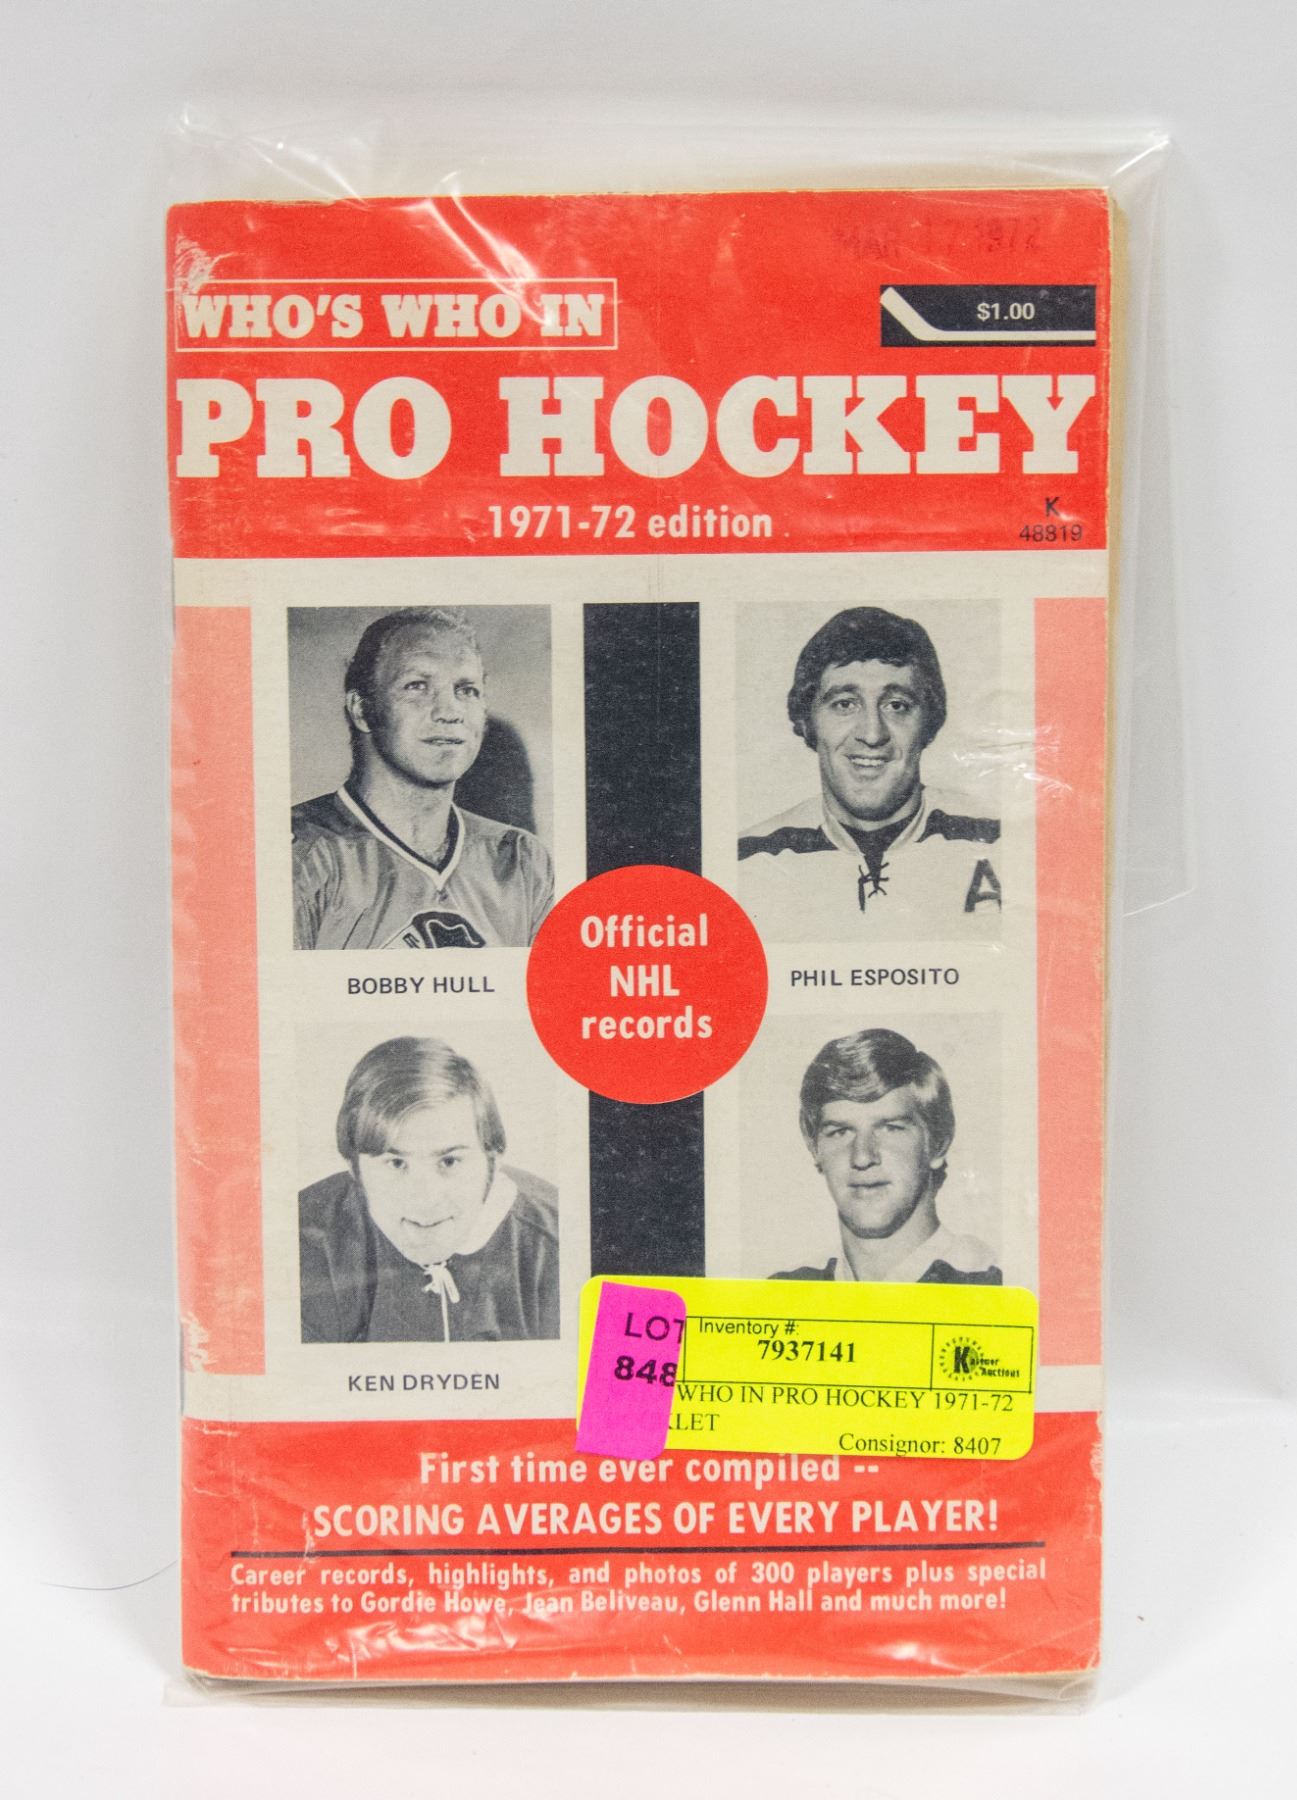 MAR 17 1972
WHO'S WHO IN
$1.00
PRO HOCKEY
1971-72 edition
K
48819
Official
NHL
records
BOBBY HULL
PHIL ESPOSITO
KEN DRYDEN
LOT
848
Inventory #:
7937141
Kastner
Auctions
WHO IN PRO HOCKEY 1971-72
KLET
Consignor: 8407
First time ever compiled --
SCORING AVERAGES OF EVERY PLAYER!
Career records, highlights, and photos of 300 players plus special
tributes to Gordie Howe, Jean Beliveau, Glenn Hall and much more!
A